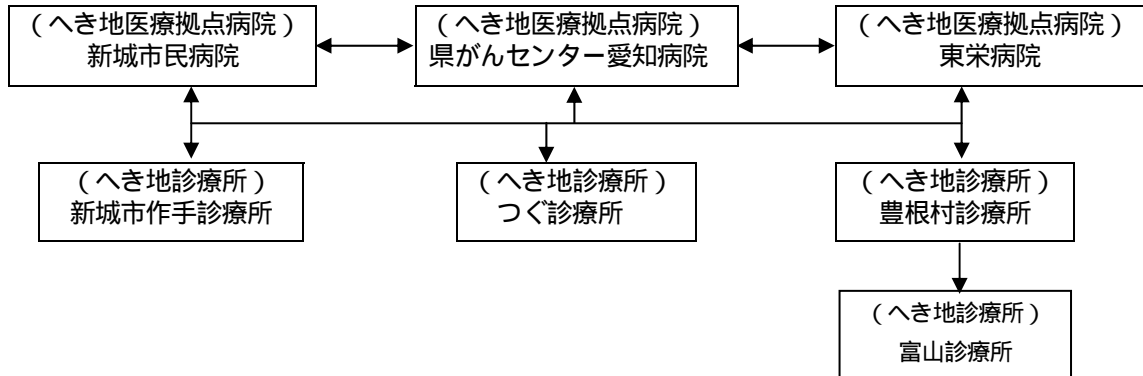 （へき地医療拠点病院）
新城市民病院
（へき地医療拠点病院）
県がんセンター愛知病院
（へき地医療拠点病院）
東栄病院
（へき地診療所）
新城市作手診療所
（へき地診療所）
つぐ診療所
（へき地診療所）
豊根村診療所
（へき地診療所）
富山診療所